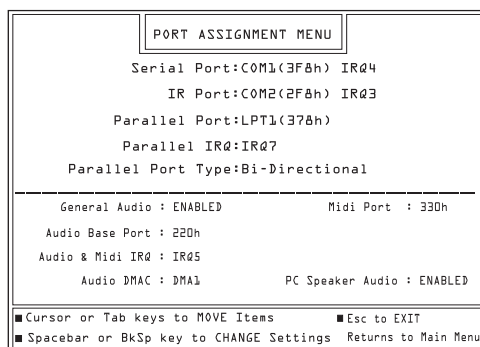 PORT ASSIGNMENT MENU
Serial Port:COM1(3F8h) IRQ4
IR Port:COM2(2F8h) IRQ3
Parallel Port:LPT1(378h)
Parallel IRQ:IRQ7
Parallel Port Type:Bi-Directional
General Audio : ENABLED Midi Port : 330h
Audio Base Port : 220h
Audio & Midi IRQ : IRQ5
Audio DMAC : DMA1 PC Speaker Audio : ENABLED
■ Cursor or Tab keys to MOVE Items ■ Esc to EXIT
■ Spacebar or BkSp key to CHANGE Settings Returns to Main Menu